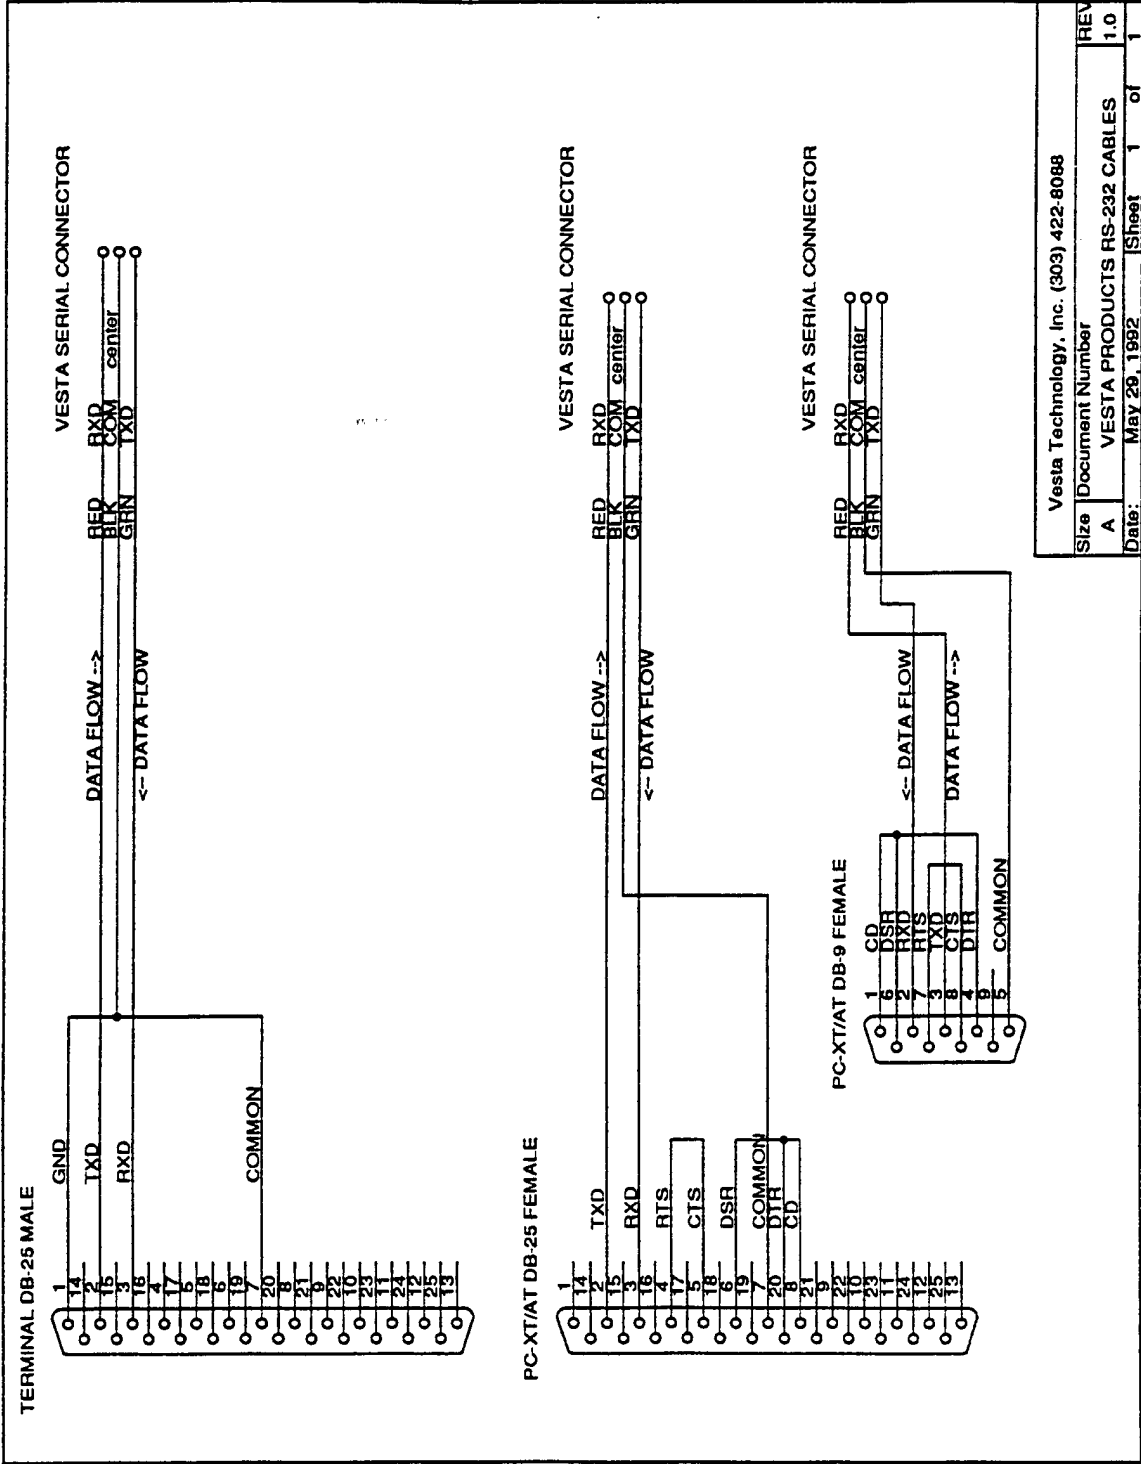 TERMINAL DB-25 MALE
VESTA SERIAL CONNECTOR
1 GND
14
2 TXD DATA FLOW --> RED RXD
15 BLK COM center
3 RXD <-- DATA FLOW GRN TXD
16
4
17
5
18
6
19
7 COMMON
20
8
21
9
22
10
23
11
24
12
25
13
PC-XT/AT DB-25 FEMALE
VESTA SERIAL CONNECTOR
1
14
2 TXD DATA FLOW --> RED RXD
15 BLK COM center
3 RXD <-- DATA FLOW GRN TXD
16
4 RTS
17
5 CTS
18
6 DSR
19
7 COMMON
20 DTR
8 CD
21
9
22
10
23
11
24
12
25
13
PC-XT/AT DB-9 FEMALE
VESTA SERIAL CONNECTOR
RED RXD
BLK COM center
GRN TXD
1 CD
6 DSR
2 RXD <-- DATA FLOW
7 RTS
3 TXD DATA FLOW -->
8 CTS
4 DTR
9
5 COMMON
Vesta Technology, Inc. (303) 422-8088
Size Document Number REV
A VESTA PRODUCTS RS-232 CABLES 1.0
Date: May 29, 1992 Sheet 1 of 1